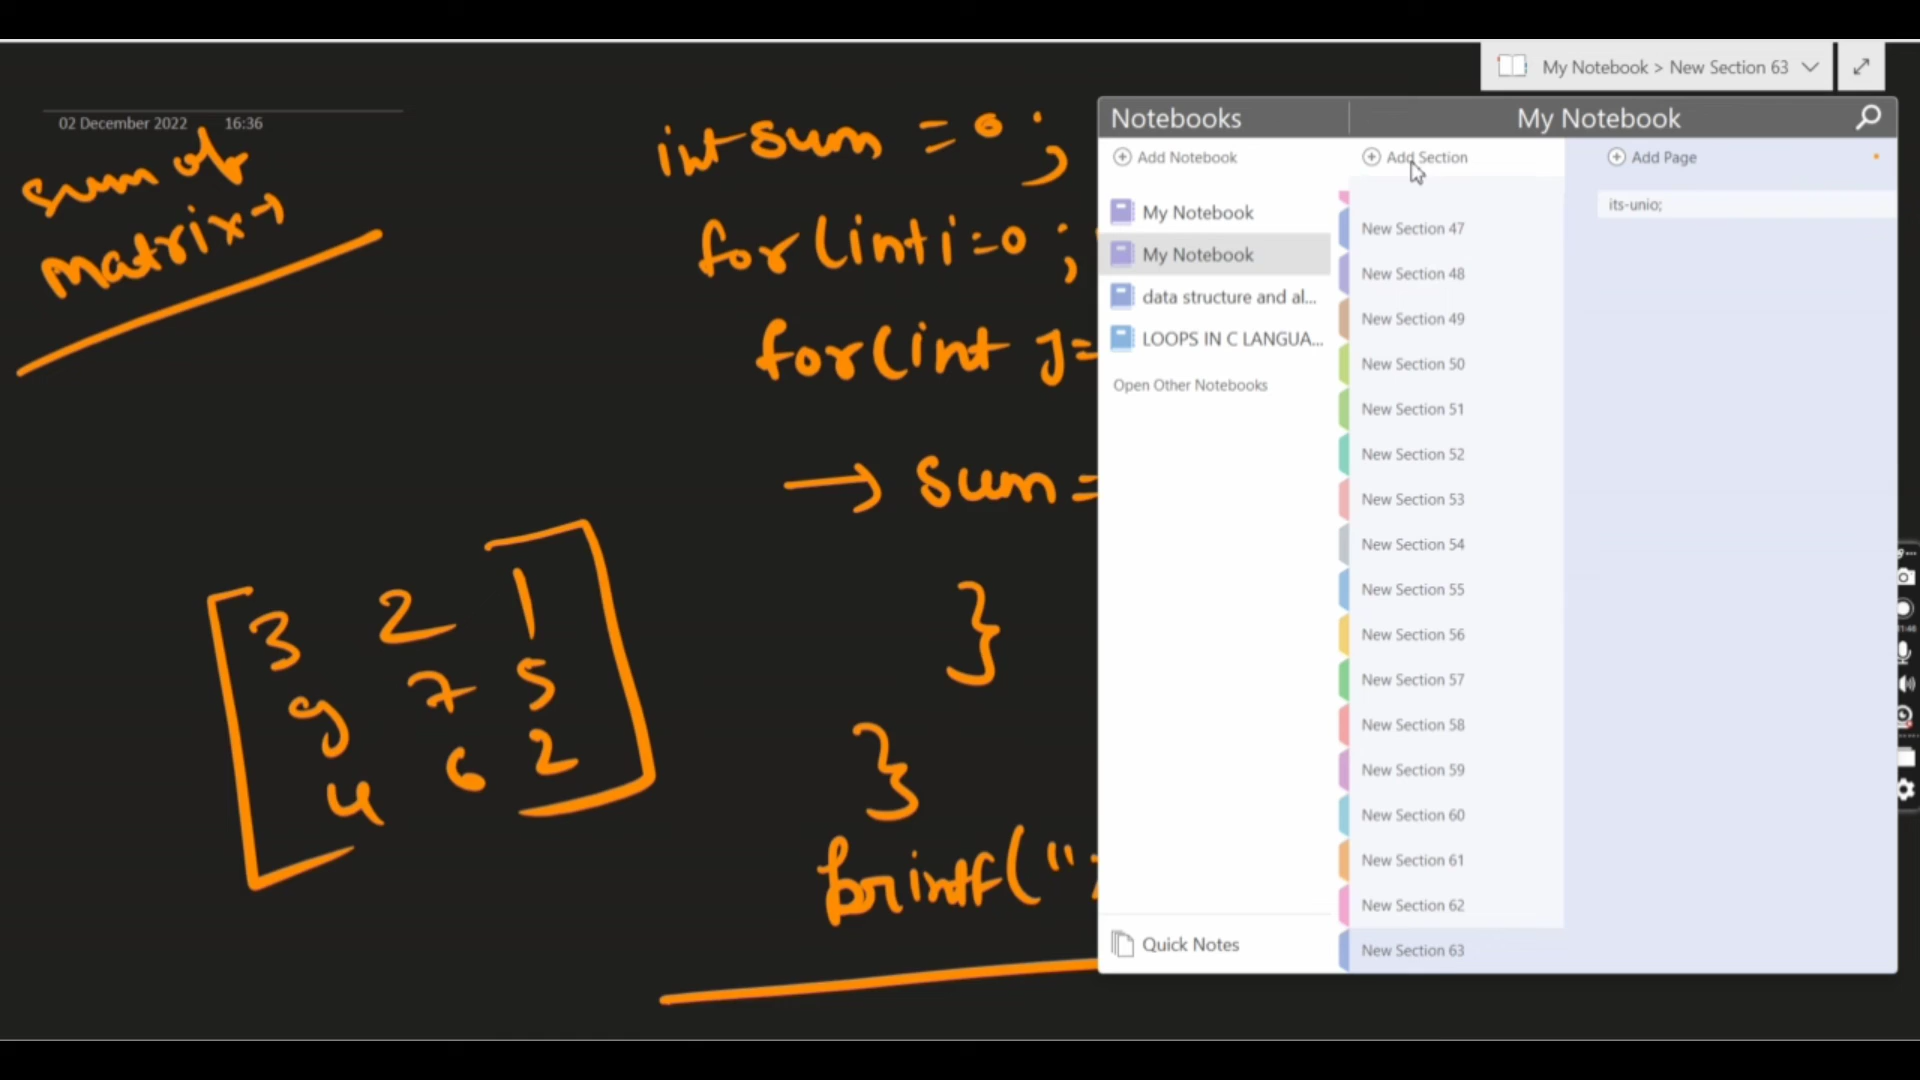 My Notebook > New Section 63
02 December 2022 16:36
sum of
matrix→
int sum = 0 ;
for (int i = 0 ;
for (int j =
→ sum =
}
}
printf("
3 2 1
9 7 5
4 6 2
Notebooks
My Notebook
Add Notebook
My Notebook
My Notebook
data structure and al...
LOOPS IN C LANGUA...
Open Other Notebooks
Quick Notes
Add Section
New Section 47
New Section 48
New Section 49
New Section 50
New Section 51
New Section 52
New Section 53
New Section 54
New Section 55
New Section 56
New Section 57
New Section 58
New Section 59
New Section 60
New Section 61
New Section 62
New Section 63
Add Page
its-unio;